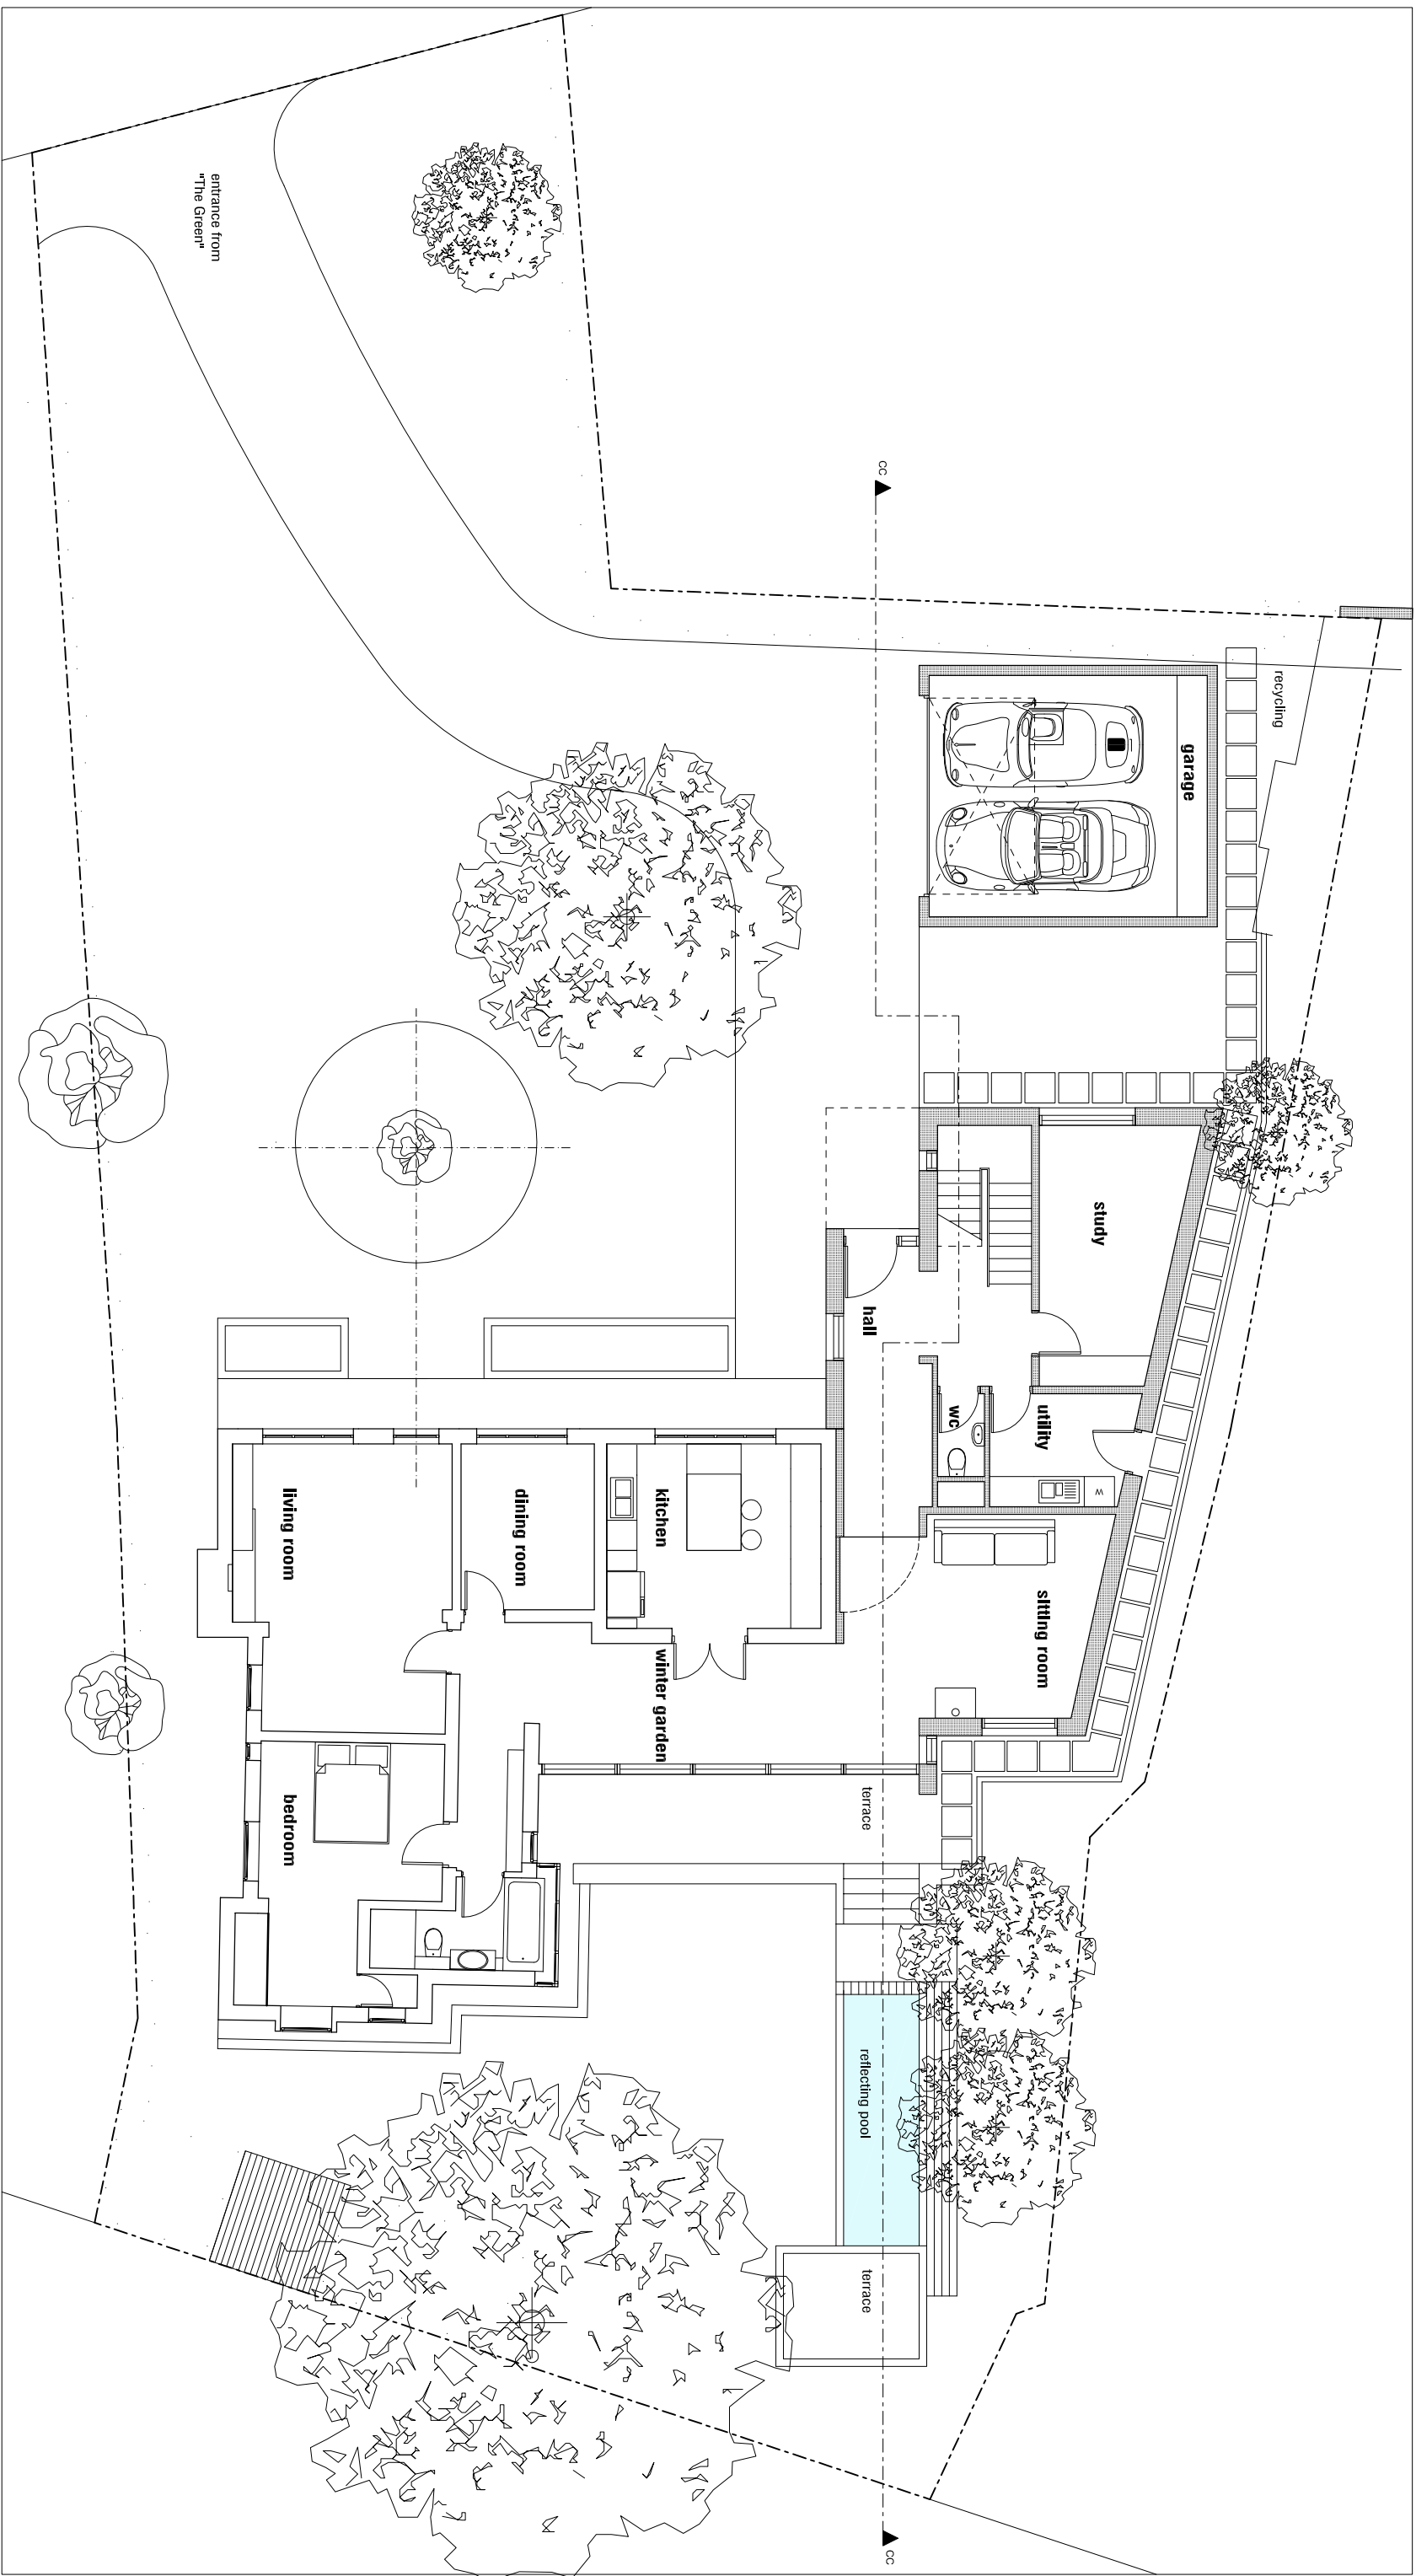 entrance from
"The Green"
cc
recycling
garage
study
hall
wc
utility
w
living room
dining room
kitchen
sitting room
winter garden
bedroom
terrace
reflecting pool
terrace
cc